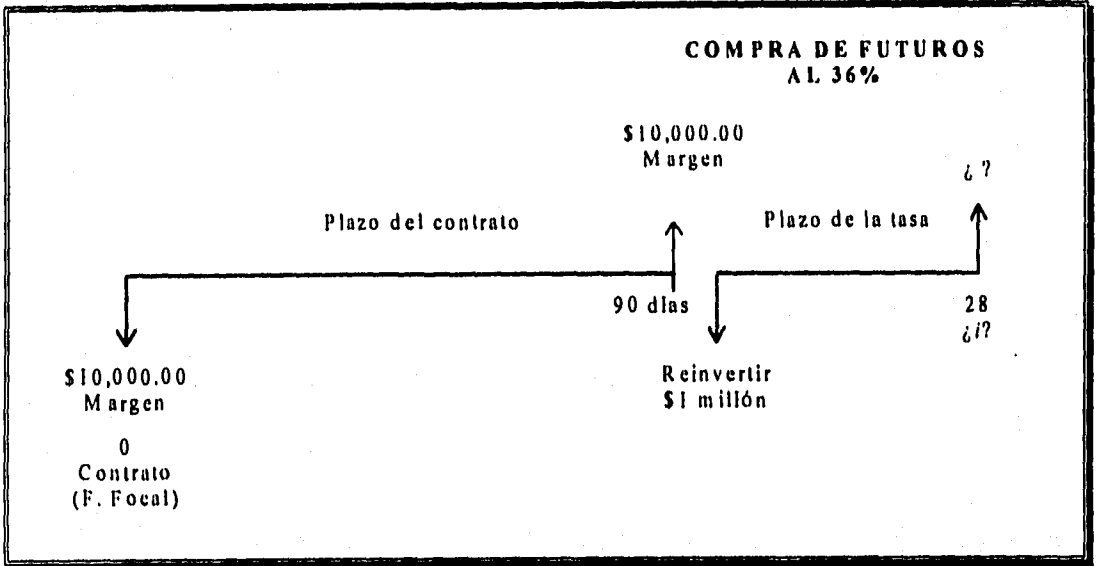 COMPRA DE FUTUROS
AL 36%
$10,000.00
Margen
¿ ?
Plazo del contrato
Plazo de la tasa
90 días
28
¿i?
$10,000.00
Margen
Reinvertir
$1 millón
0
Contrato
(F. Focal)